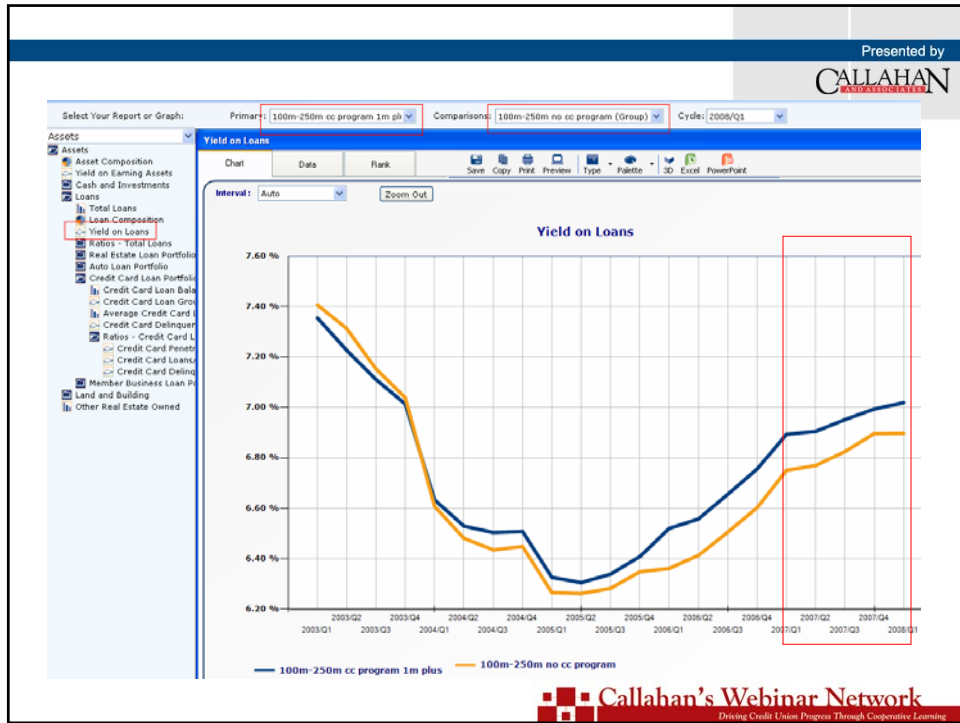 Presented by
CALLAHAN
AND ASSOCIATES
Select Your Report or Graph:
Primary: 100m-250m cc program 1m plu
Comparisons: 100m-250m no cc program (Group)
Cycle: 2008/Q1
Assets
Assets
Asset Composition
Yield on Earning Assets
Cash and Investments
Loans
Total Loans
Loan Composition
Yield on Loans
Ratios - Total Loans
Real Estate Loan Portfolio
Auto Loan Portfolio
Credit Card Loan Portfolio
Credit Card Loan Bala
Credit Card Loan Grov
Average Credit Card L
Credit Card Delinquer
Ratios - Credit Card L
Credit Card Penetr
Credit Card Loans/
Credit Card Delinq
Member Business Loan Po
Land and Building
Other Real Estate Owned
Yield on Loans
Chart Data Rank
Save Copy Print Preview Type Palette 3D Excel PowerPoint
Interval: Auto
Zoom Out
Yield on Loans
7.60 %
7.40 %
7.20 %
7.00 %
6.80 %
6.60 %
6.40 %
6.20 %
2003/Q2 2003/Q4 2004/Q2 2004/Q4 2005/Q2 2005/Q4 2006/Q2 2006/Q4 2007/Q2 2007/Q4
2003/Q1 2003/Q3 2004/Q1 2004/Q3 2005/Q1 2005/Q3 2006/Q1 2006/Q3 2007/Q1 2007/Q3 2008/Q1
100m-250m cc program 1m plus
100m-250m no cc program
Callahan's Webinar Network
Driving Credit Union Progress Through Cooperative Learning